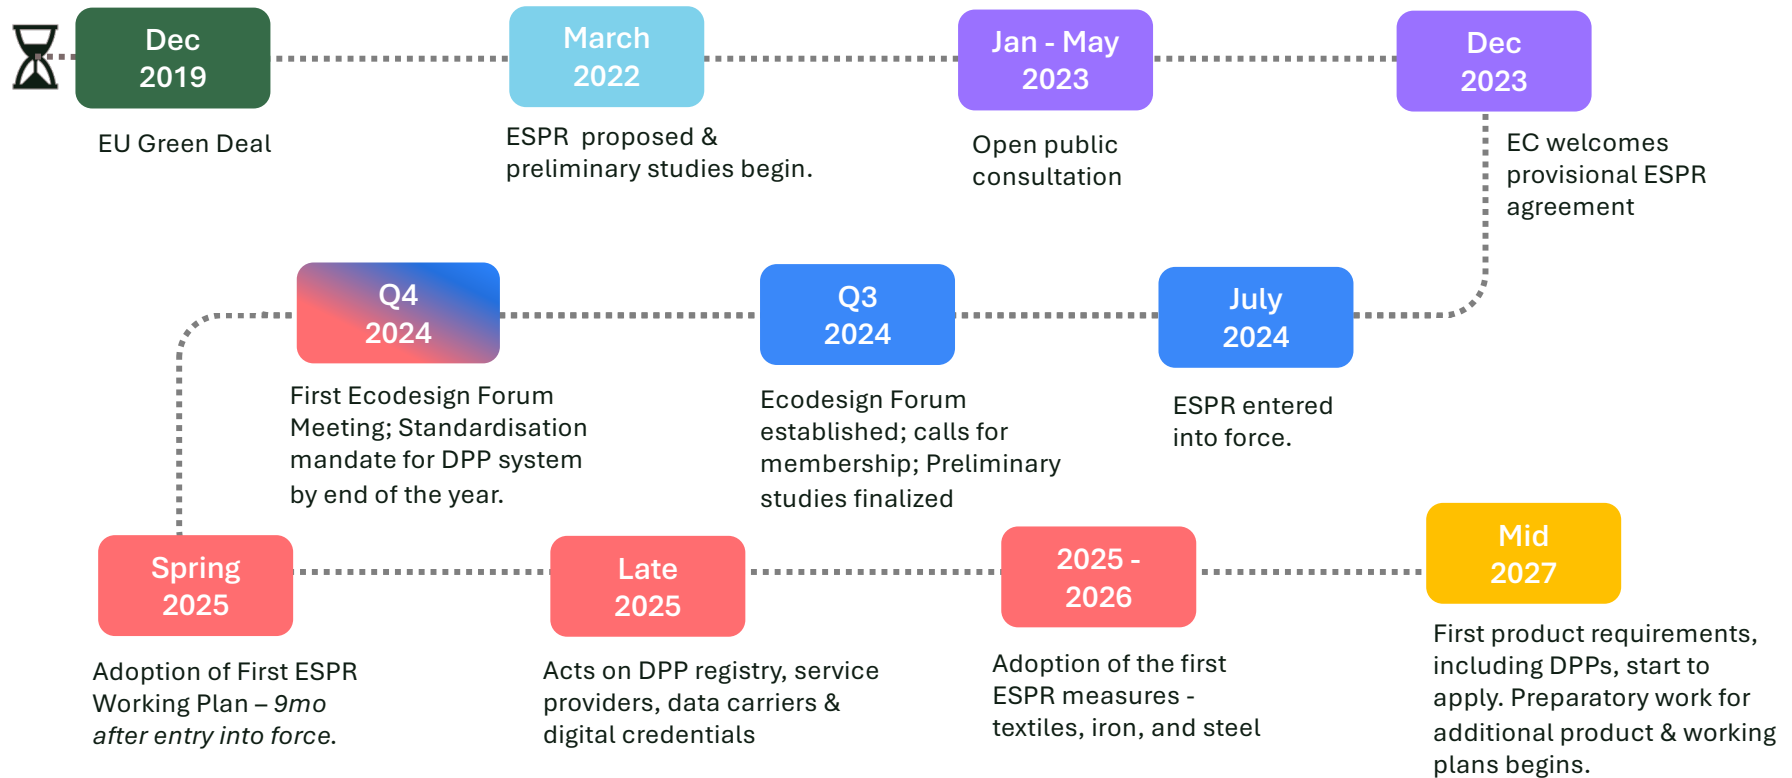 Dec
2019
EU Green Deal
March
2022
ESPR proposed &
preliminary studies begin.
Jan - May
2023
Open public
consultation
Dec
2023
EC welcomes
provisional ESPR
agreement
July
2024
ESPR entered
into force.
Q3
2024
Ecodesign Forum
established; calls for
membership; Preliminary
studies finalized
Q4
2024
First Ecodesign Forum
Meeting; Standardisation
mandate for DPP system
by end of the year.
Spring
2025
Adoption of First ESPR
Working Plan – 9mo
after entry into force.
Late
2025
Acts on DPP registry, service
providers, data carriers &
digital credentials
2025 -
2026
Adoption of the first
ESPR measures -
textiles, iron, and steel
Mid
2027
First product requirements,
including DPPs, start to
apply. Preparatory work for
additional product & working
plans begins.